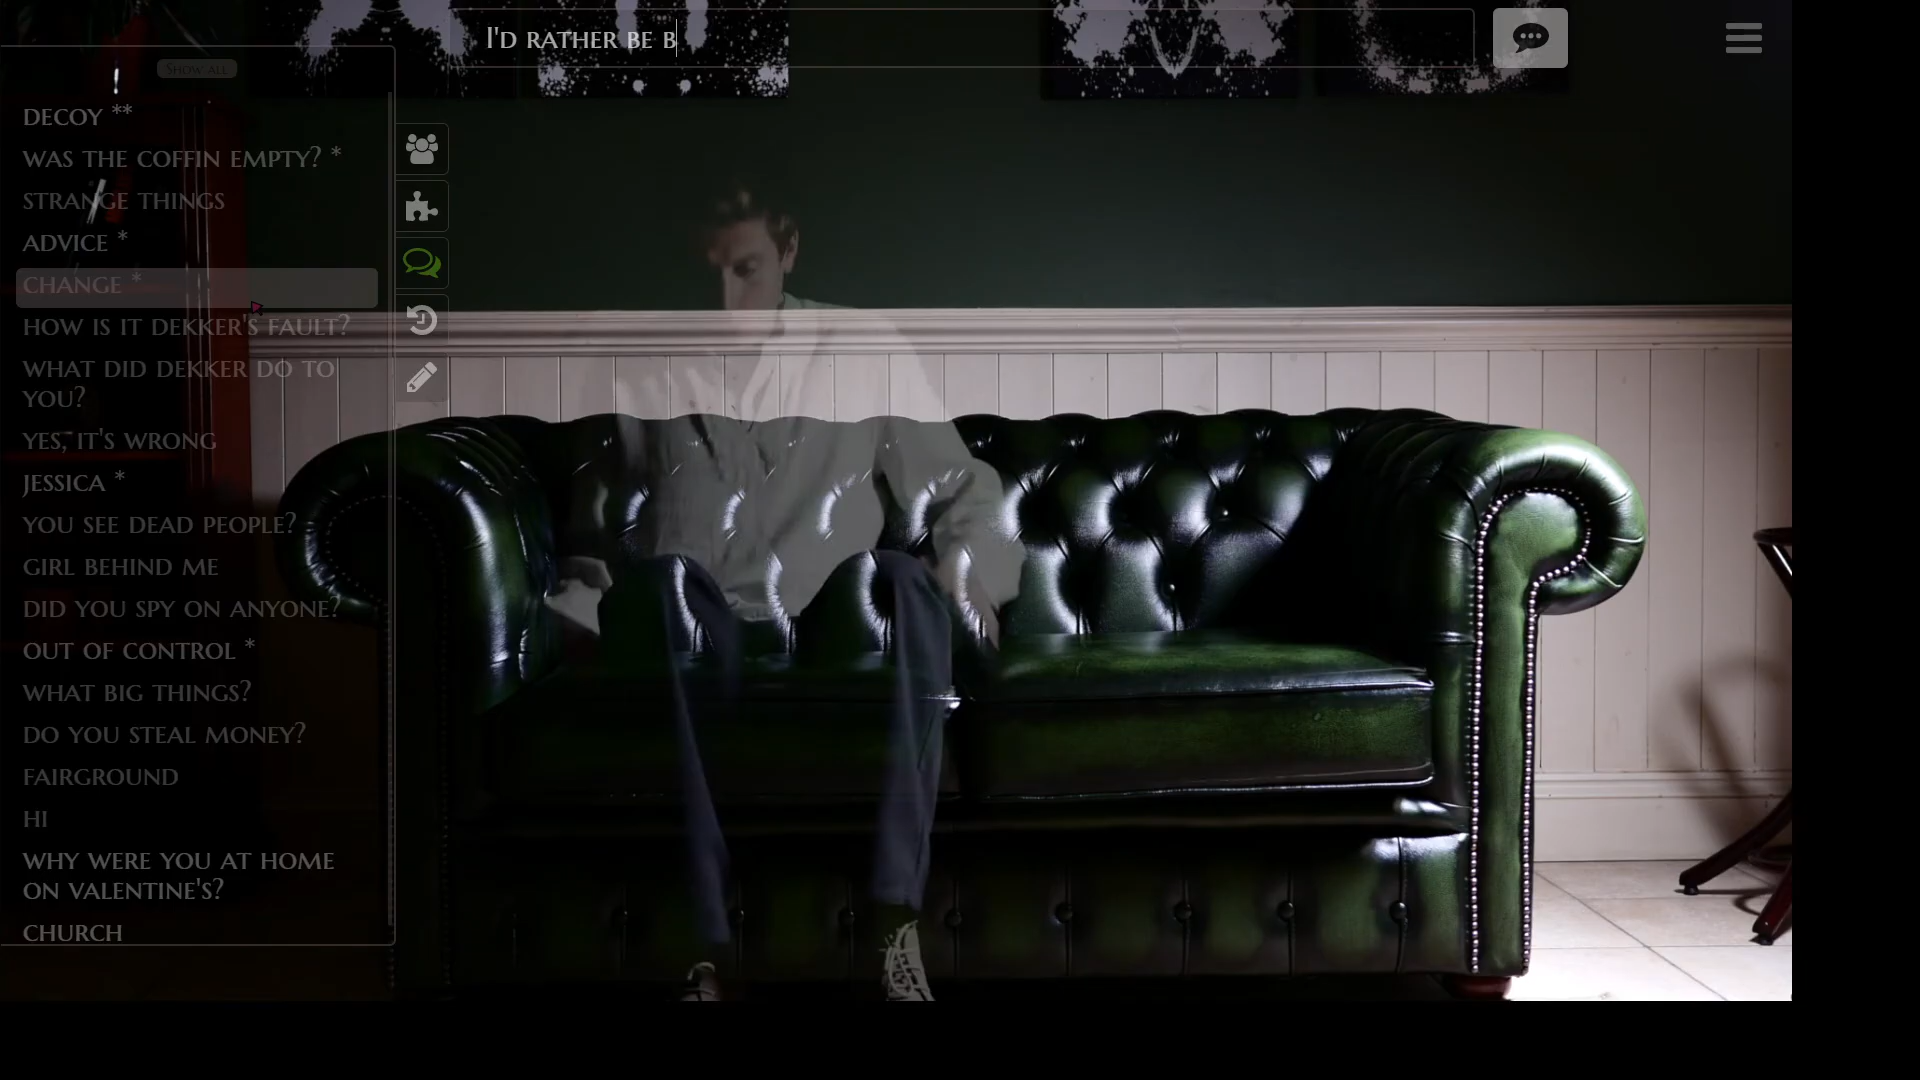 I'D RATHER BE B
SHOW ALL
DECOY **
WAS THE COFFIN EMPTY? *
STRANGE THINGS
ADVICE *
CHANGE *
HOW IS IT DEKKER'S FAULT?
WHAT DID DEKKER DO TO
YOU?
YES, IT'S WRONG
JESSICA *
YOU SEE DEAD PEOPLE?
GIRL BEHIND ME
DID YOU SPY ON ANYONE?
OUT OF CONTROL *
WHAT BIG THINGS?
DO YOU STEAL MONEY?
FAIRGROUND
HI
WHY WERE YOU AT HOME
ON VALENTINE'S?
CHURCH